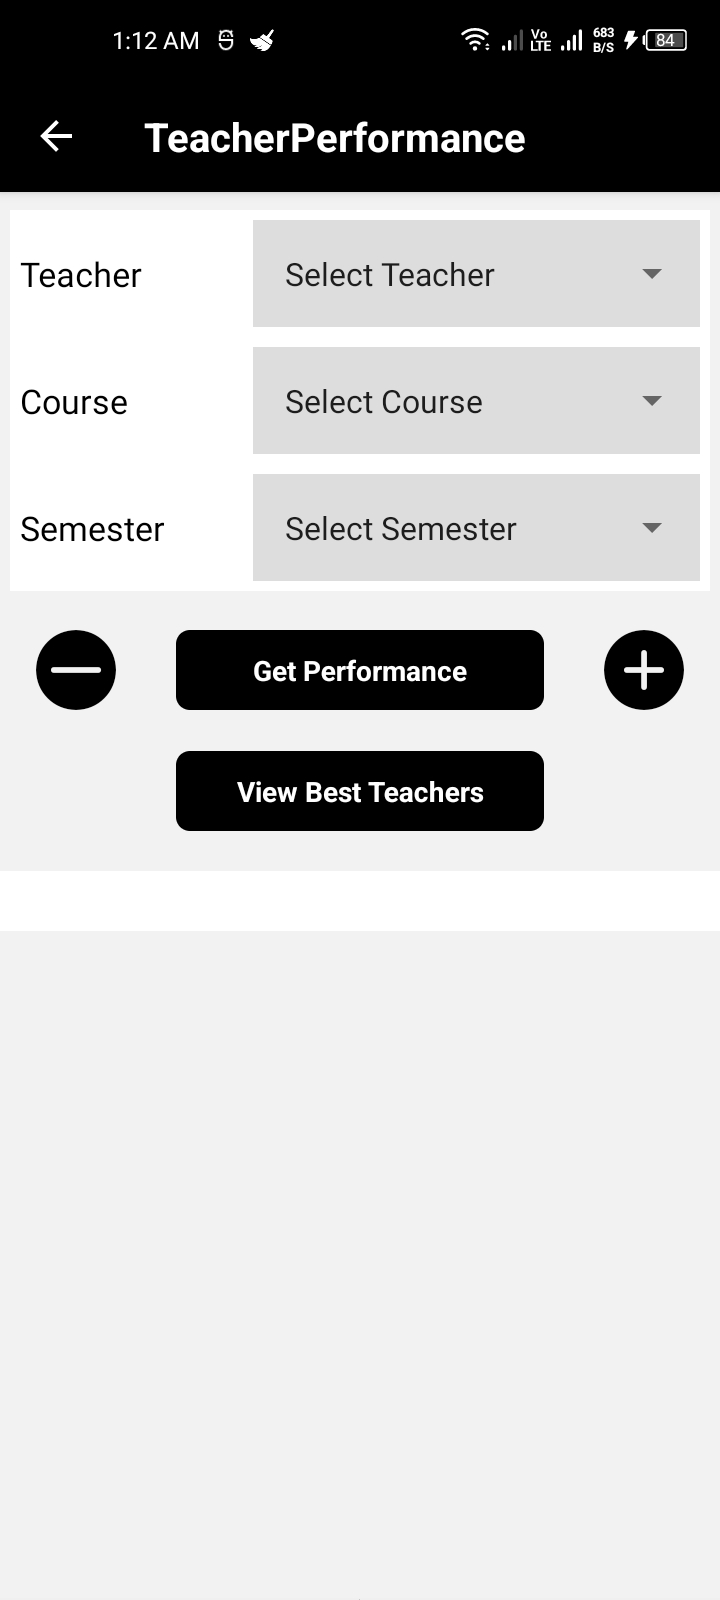 1:12 AM Vo LTE 683 B/S 84
TeacherPerformance
Teacher Select Teacher
Course Select Course
Semester Select Semester
Get Performance
View Best Teachers